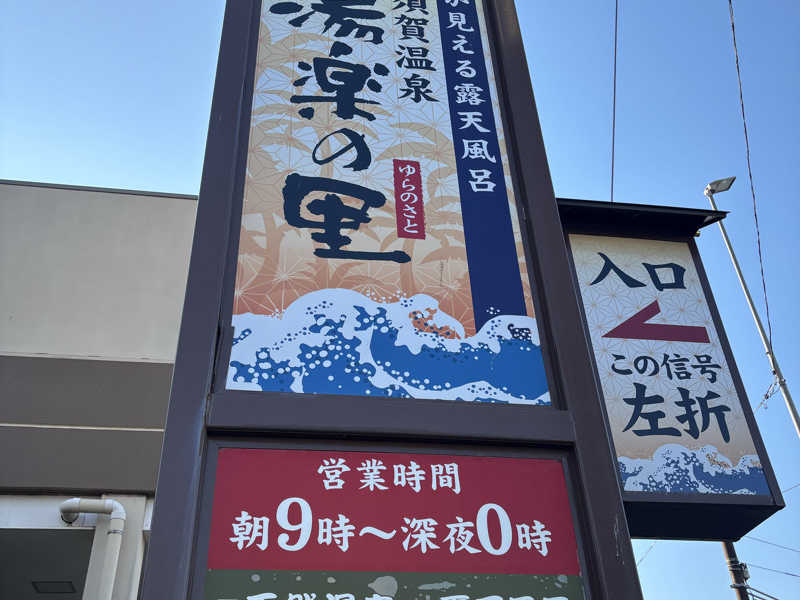 見える露天風呂
須賀温泉
湯楽の里
ゆらのさと
営業時間
朝9時～深夜0時
入口
この信号
左折